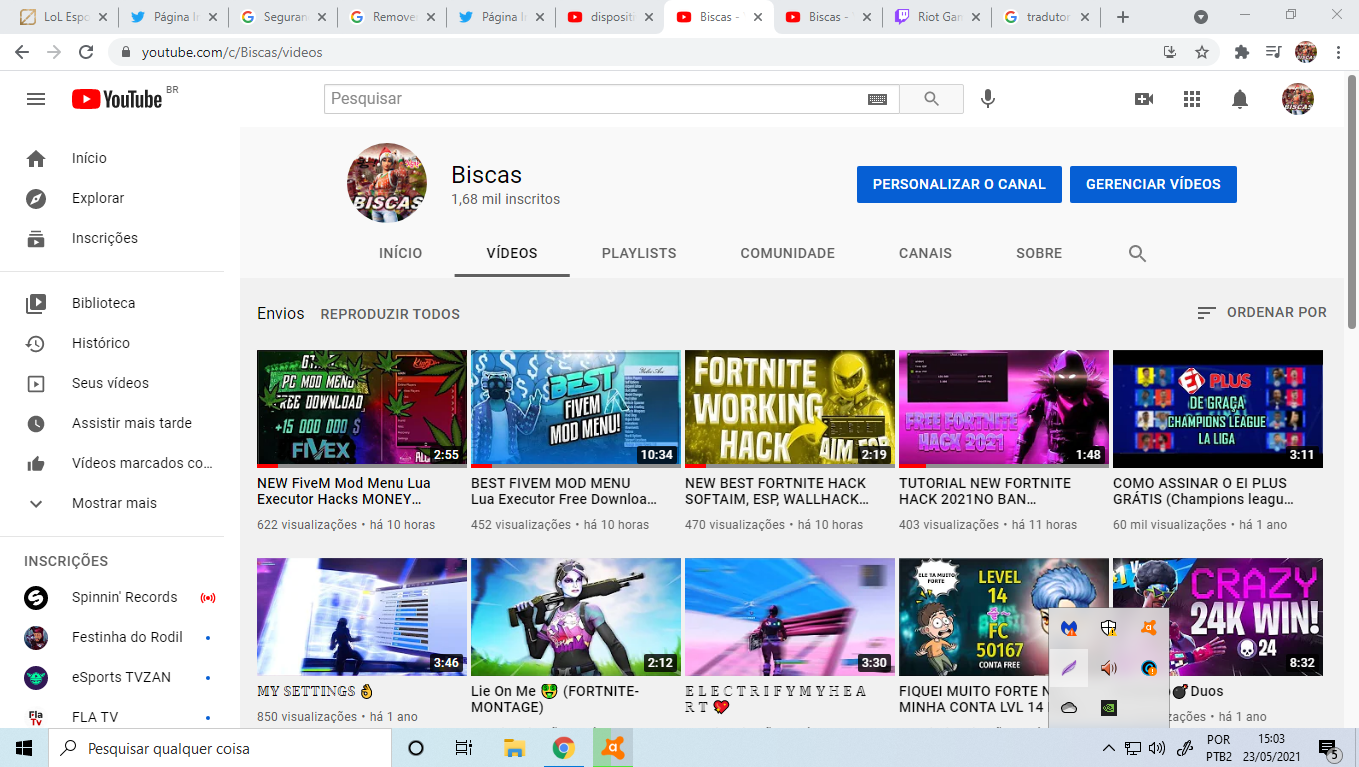 LoL Espo
Página In
Seguran
Remover
Página In
disposit
Biscas -
Biscas -
Riot Gam
tradutor
youtube.com/c/Biscas/videos
YouTube BR
Pesquisar
Início
Explorar
Inscrições
Biblioteca
Histórico
Seus vídeos
Assistir mais tarde
Vídeos marcados co...
Mostrar mais
INSCRIÇÕES
Spinnin' Records
Festinha do Rodil
eSports TVZAN
FLA TV
Biscas
1,68 mil inscritos
PERSONALIZAR O CANAL
GERENCIAR VÍDEOS
INÍCIO
VÍDEOS
PLAYLISTS
COMUNIDADE
CANAIS
SOBRE
Envios
REPRODUZIR TODOS
ORDENAR POR
PC MOD MENU
FREE DOWNLOAD
+15 000 000 $
FIVEX
2:55
NEW FiveM Mod Menu Lua
Executor Hacks MONEY...
622 visualizações • há 10 horas
BEST
FIVEM
MOD MENU!
10:34
BEST FIVEM MOD MENU
Lua Executor Free Downloa...
452 visualizações • há 10 horas
FORTNITE
WORKING
HACK
AIM
2:19
NEW BEST FORTNITE HACK
SOFTAIM, ESP, WALLHACK...
470 visualizações • há 10 horas
FREE FORTNITE
HACK 2021
1:48
TUTORIAL NEW FORTNITE
HACK 2021NO BAN...
403 visualizações • há 11 horas
EI PLUS
DE GRAÇA
CHAMPIONS LEAGUE
LA LIGA
3:11
COMO ASSINAR O EI PLUS
GRÁTIS (Champions leagu...
60 mil visualizações • há 1 ano
3:46
𝕄𝕐 𝕊𝔼𝕋𝕋𝕀ℕ𝔾𝕊 👌
850 visualizações • há 1 ano
2:12
Lie On Me 🤑 (FORTNITE-
MONTAGE)
3:30
𝔼 𝕃 𝔼 ℂ 𝕋 ℝ 𝕀 𝔽 𝕐 𝕄 𝕐 ℍ 𝔼 𝔸
ℝ 𝕋 💘
ELE TA MUITO
FORTE
LEVEL
14
FC
50167
CONTA FREE
FIQUEI MUITO FORTE N
MINHA CONTA LVL 14
CRAZY
24K WIN!
24
8:32
💣 Duos
zações • há 1 ano
Pesquisar qualquer coisa
POR
PTB2
15:03
23/05/2021
5